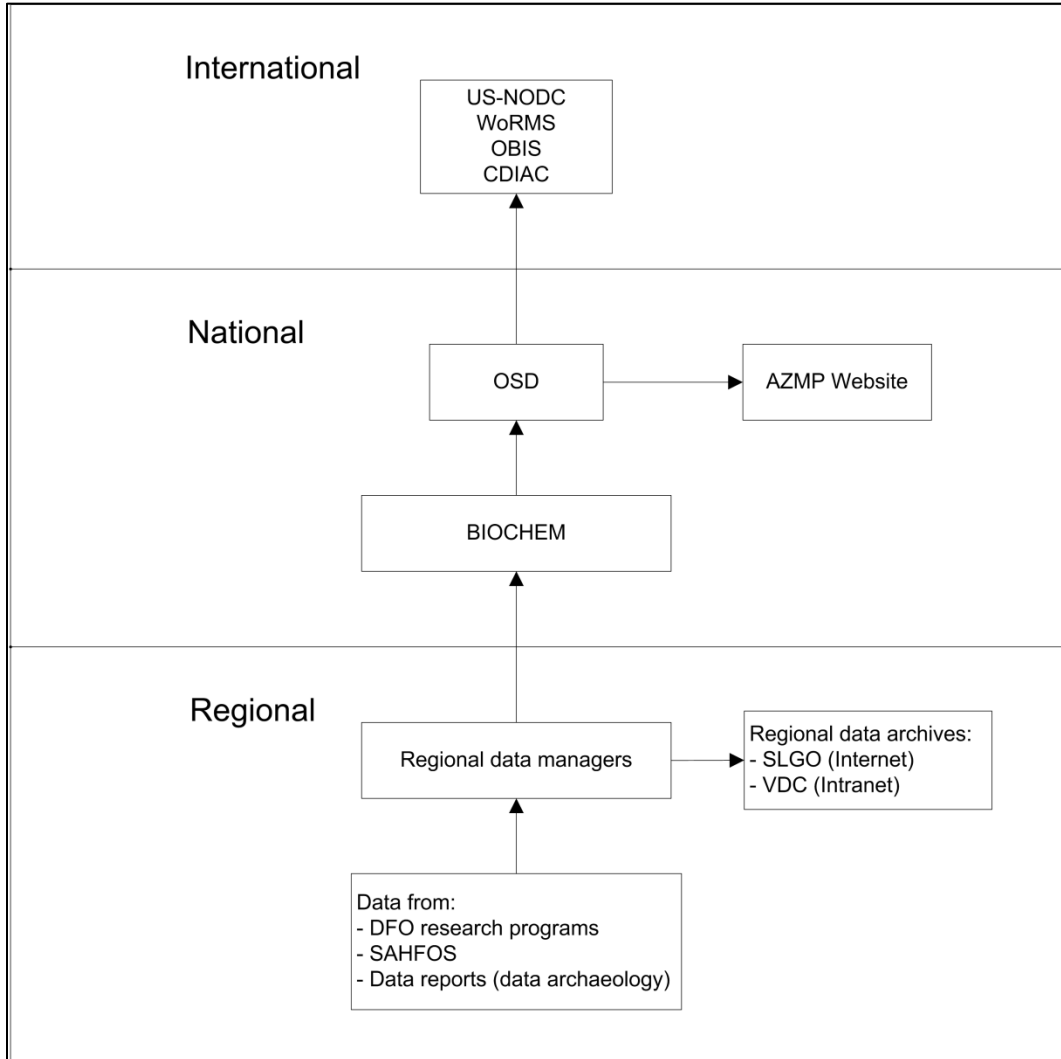 International
US-NODC
WoRMS
OBIS
CDIAC
National
OSD
AZMP Website
BIOCHEM
Regional
Regional data managers
Regional data archives:
- SLGO (Internet)
- VDC (Intranet)
Data from:
- DFO research programs
- SAHFOS
- Data reports (data archaeology)